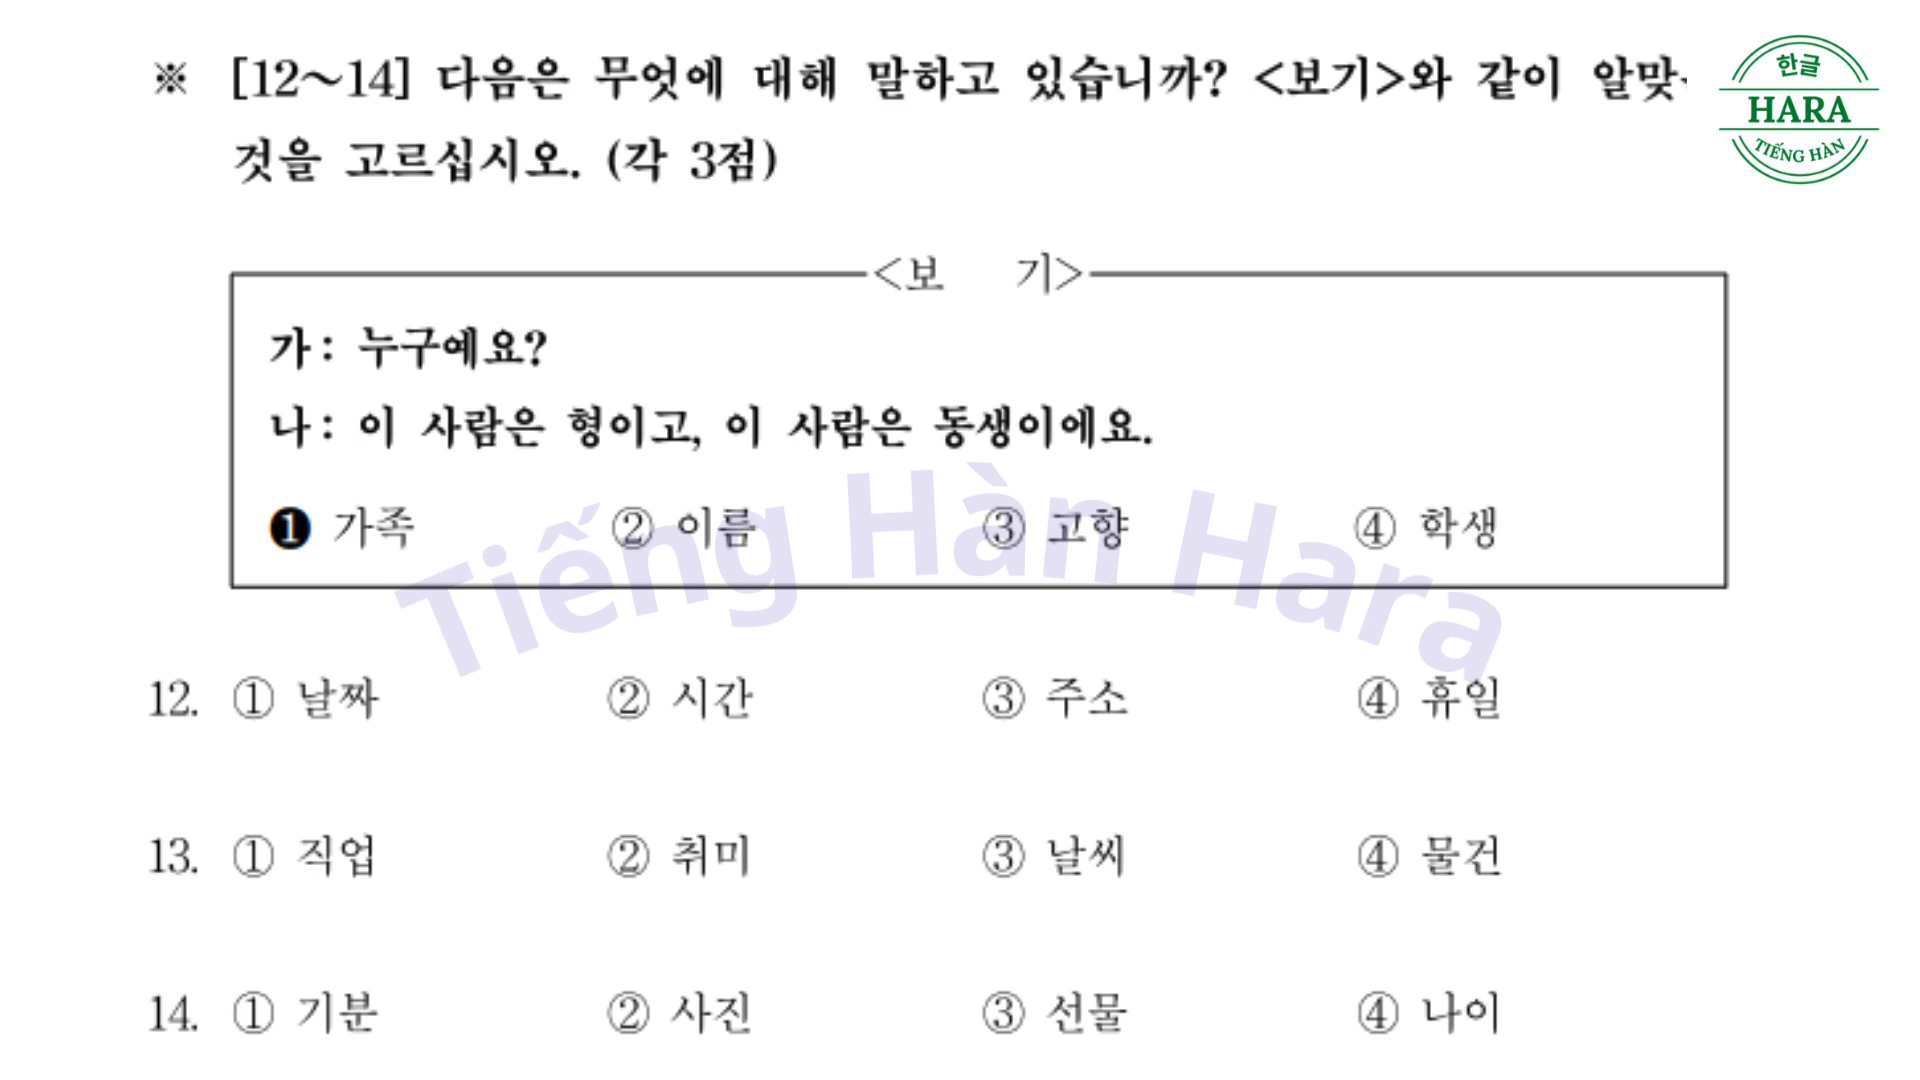 ※ [12~14] 다음은 무엇에 대해 말하고 있습니까? <보기>와 같이 알맞
것을 고르십시오. (각 3점)
한글
HARA
TIẾNG HÀN
<보 기>
가: 누구예요?
나: 이 사람은 형이고, 이 사람은 동생이에요.
❶ 가족 ② 이름 ③ 고향 ④ 학생
Tiếng Hàn Hara
12. ① 날짜 ② 시간 ③ 주소 ④ 휴일
13. ① 직업 ② 취미 ③ 날씨 ④ 물건
14. ① 기분 ② 사진 ③ 선물 ④ 나이